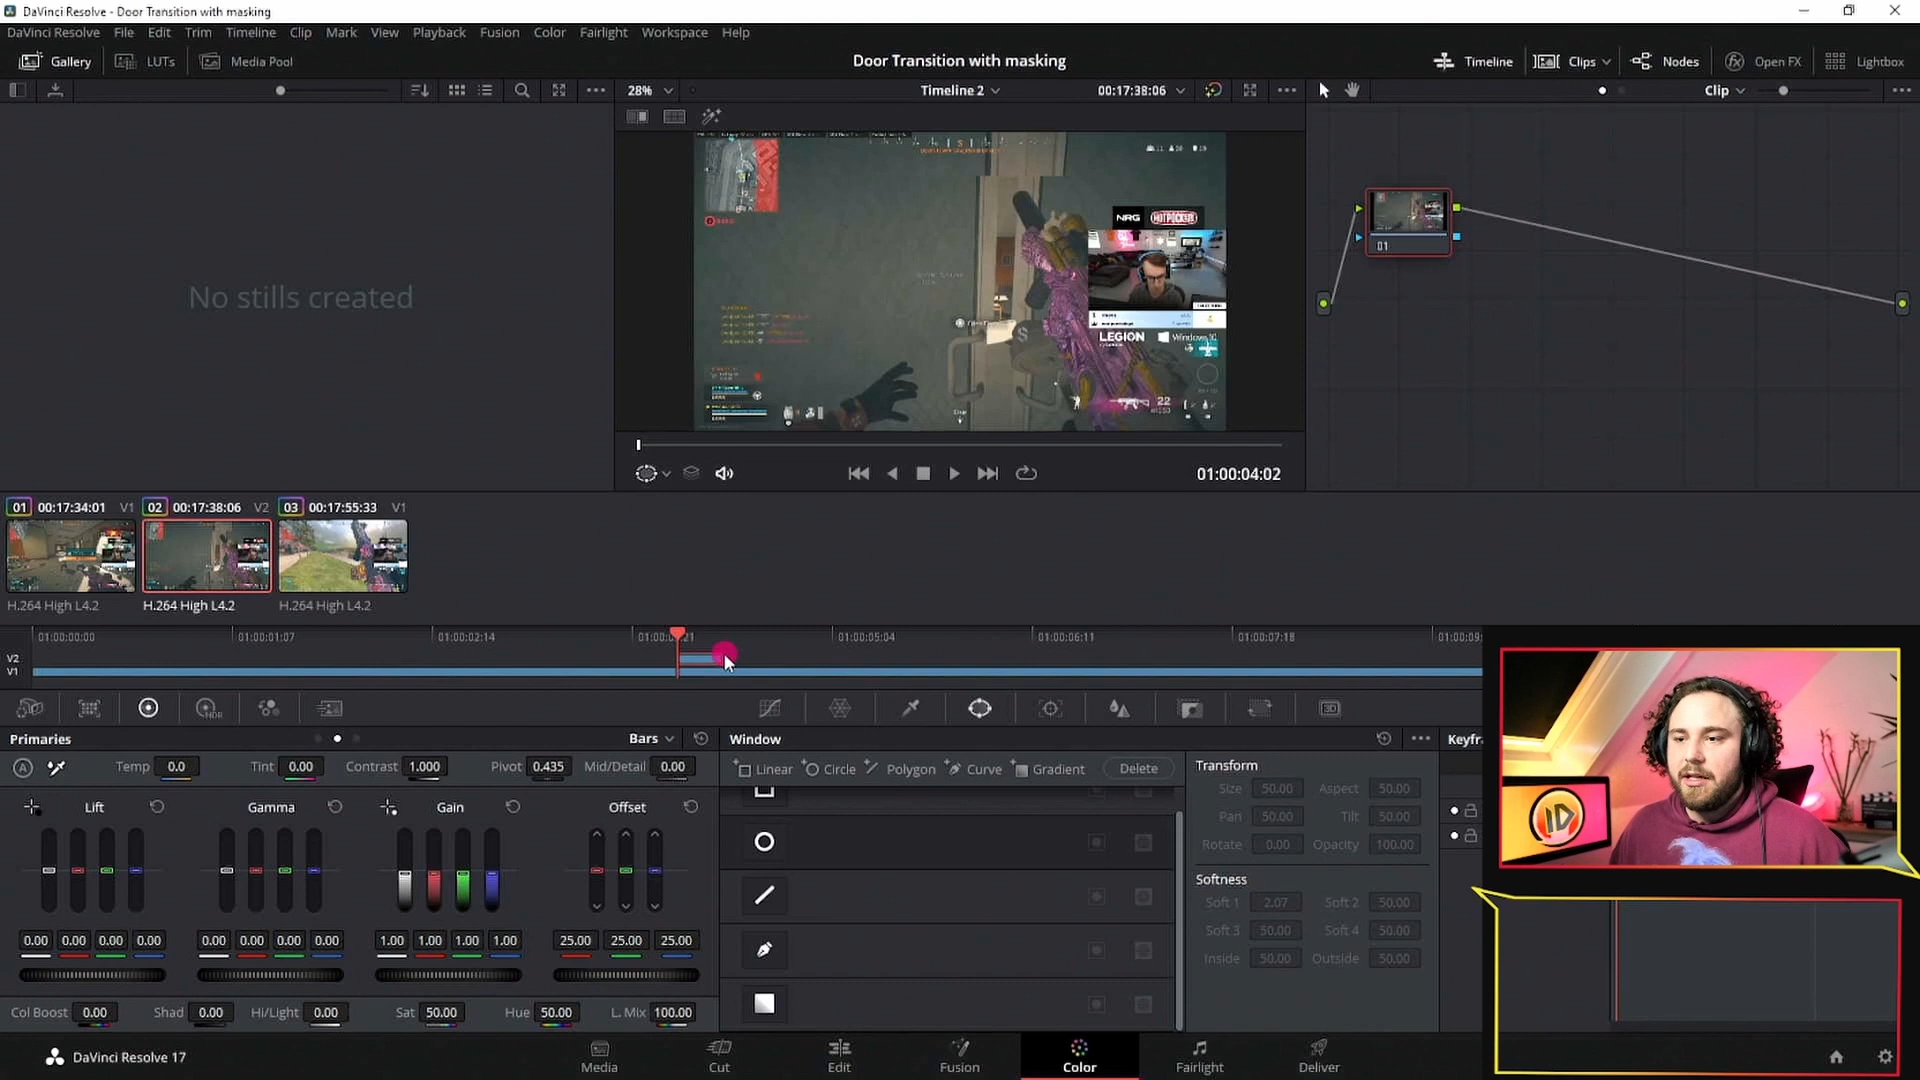 DaVinci Resolve - Door Transition with masking
DaVinci Resolve File Edit Trim Timeline Clip Mark View Playback Fusion Color Fairlight Workspace Help
Gallery LUTs Media Pool
Door Transition with masking
Timeline Clips Nodes Open FX Lightbox
28%
Timeline 2
00:17:38:06
Clip
No stills created
NRG HOTPOCKETS
LEGION Windows 10
22
01
01:00:04:02
01 00:17:34:01 V1 02 00:17:38:06 V2 03 00:17:55:33 V1
H.264 High L4.2 H.264 High L4.2 H.264 High L4.2
01:00:00:00 01:00:01:07 01:00:02:14 01:00:05:04 01:00:06:11 01:00:07:18
V2
V1
HDR
3D
Primaries
Bars
Window
Temp 0.0 Tint 0.00 Contrast 1.000 Pivot 0.435 Mid/Detail 0.00
A
Lift Gamma Gain Offset
0.00 0.00 0.00 0.00 0.00 0.00 0.00 0.00 1.00 1.00 1.00 1.00 25.00 25.00 25.00
Col Boost 0.00 Shad 0.00 Hi/Light 0.00 Sat 50.00 Hue 50.00 L. Mix 100.00
Linear Circle Polygon Curve Gradient Delete
Transform
Size 50.00 Aspect 50.00
Pan 50.00 Tilt 50.00
Rotate 0.00 Opacity 100.00
Softness
Soft 1 2.07 Soft 2 50.00
Soft 3 50.00 Soft 4 50.00
Inside 50.00 Outside 50.00
Keyfr
ID
DaVinci Resolve 17
Media Cut Edit Fusion Color Fairlight Deliver